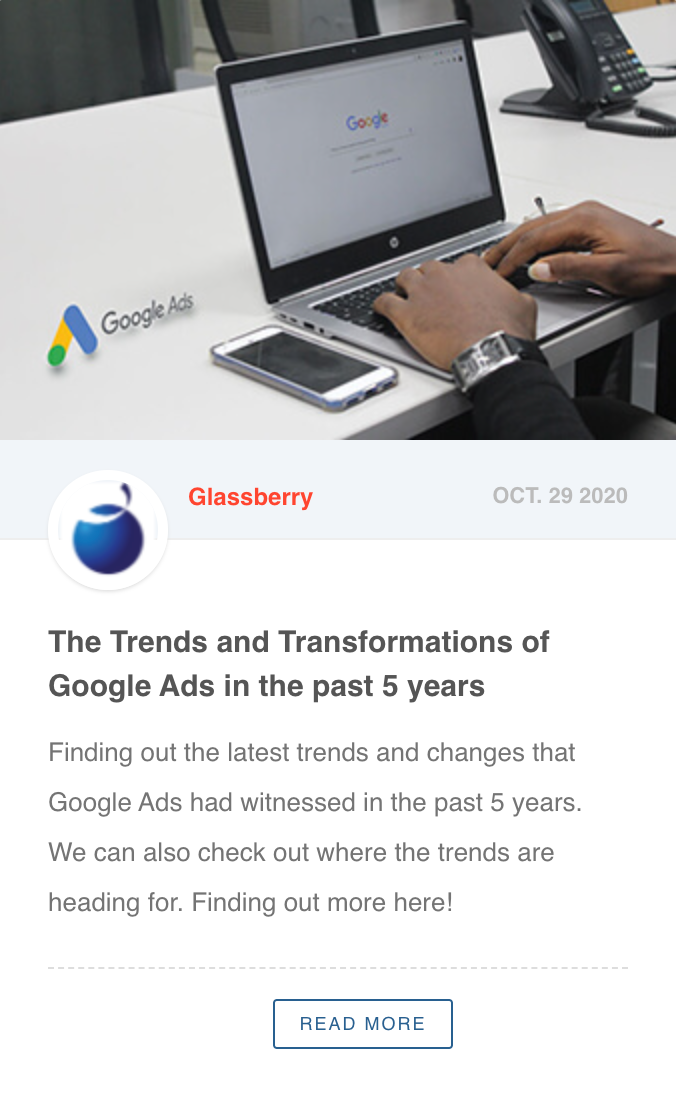 Google
Google Ads
Glassberry
OCT. 29 2020
The Trends and Transformations of
Google Ads in the past 5 years
Finding out the latest trends and changes that
Google Ads had witnessed in the past 5 years.
We can also check out where the trends are
heading for. Finding out more here!
READ MORE